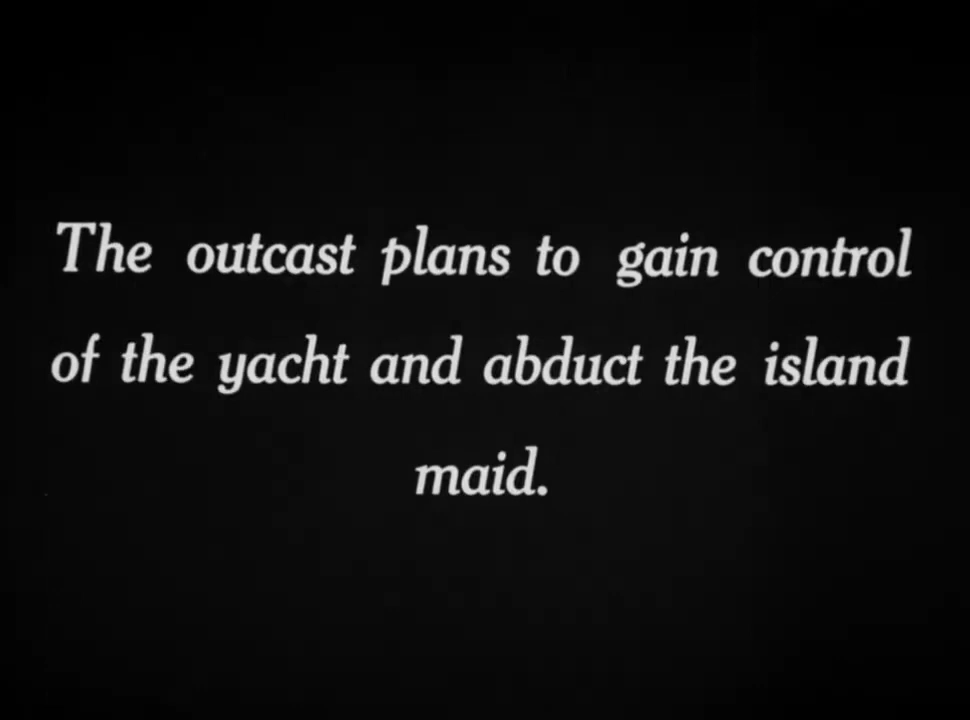 The outcast plans to gain control
of the yacht and abduct the island
maid.